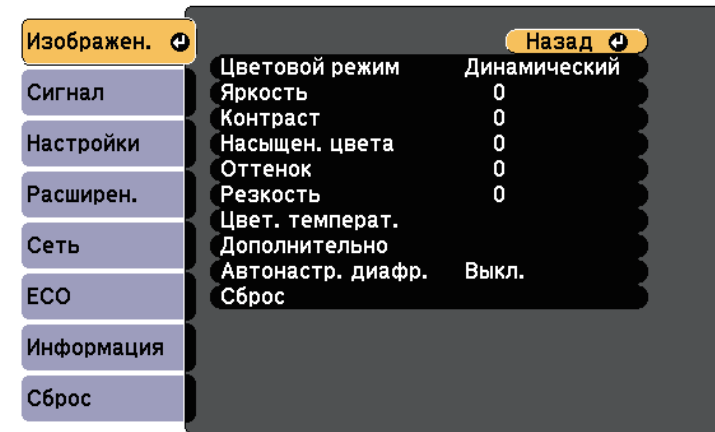 Изображен.
Сигнал
Настройки
Расширен.
Сеть
ECO
Информация
Сброс
Назад
Цветовой режим Динамический
Яркость 0
Контраст 0
Насыщен. цвета 0
Оттенок 0
Резкость 0
Цвет. температ.
Дополнительно
Автонастр. диафр. Выкл.
Сброс